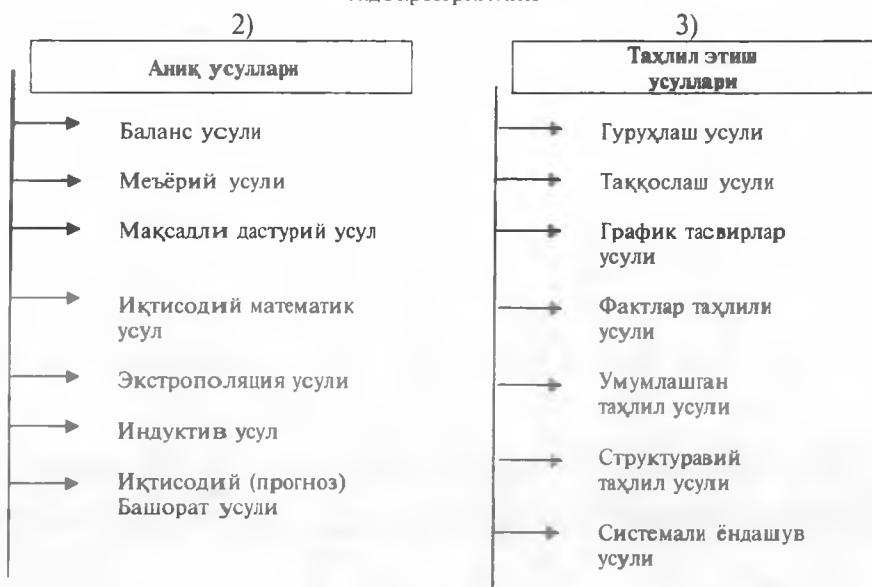 2)
Аниқ усуллари
Баланс усули
Меъёрий усули
Мақсадли дастурий усул
Иқтисодий математик
усул
Экстрополяция усули
Индуктив усул
Иқтисодий (прогноз)
Башорат усули
3)
Таҳлил этиш
усуллари
Гуруҳлаш усули
Таққослаш усули
График тасвирлар
усули
Фактлар таҳлили
усули
Умумлашган
таҳлил усули
Структуравий
таҳлил усули
Системали ёндашув
усули